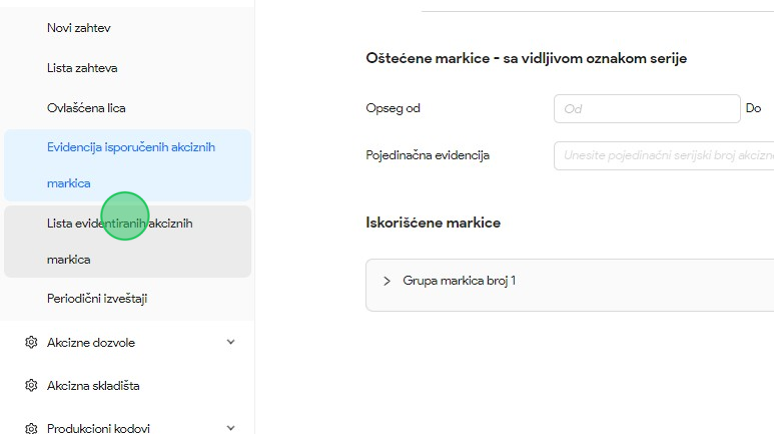 Novi zahtev
Lista zahteva
Ovlašćena lica
Evidencija isporučenih akciznih
markica
Lista evidentiranih akciznih
markica
Periodični izveštaji
Akcizne dozvole
Akcizna skladišta
Produkcioni kodovi
Oštećene markice - sa vidljivom oznakom serije
Opseg od
Od
Do
Pojedinačna evidencija
Unesite pojedinačni serijski broj akcizne
Iskorišćene markice
Grupa markica broj 1